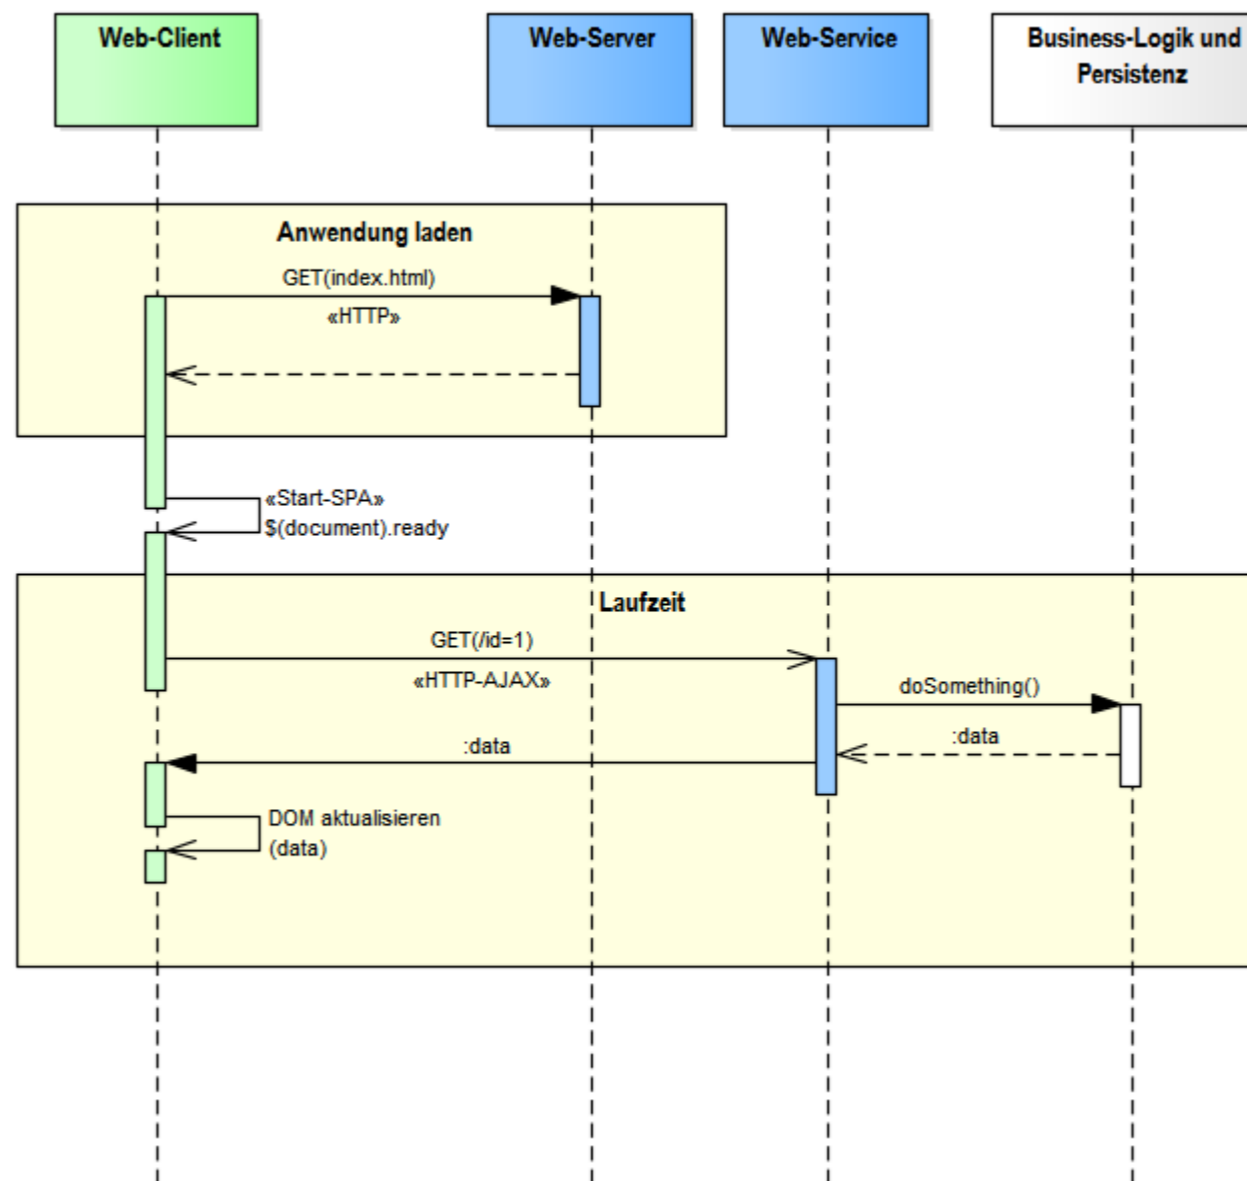 Web-Client
Web-Server
Web-Service
Business-Logik und
Persistenz
Anwendung laden
GET(index.html)
«HTTP»
«Start-SPA»
$(document).ready
Laufzeit
GET(/id=1)
«HTTP-AJAX»
doSomething()
:data
:data
DOM aktualisieren
(data)